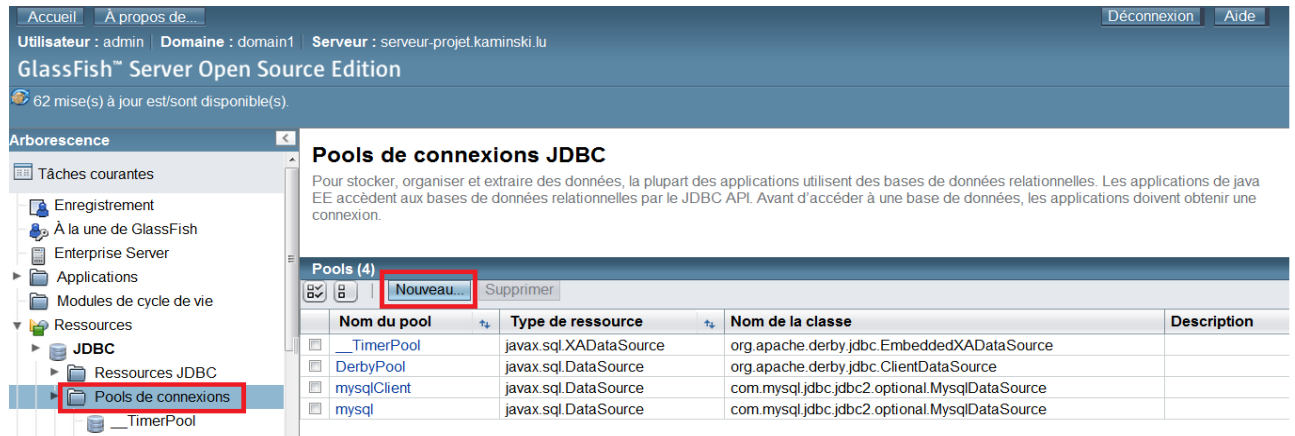 Accueil À propos de... Déconnexion Aide
Utilisateur : admin Domaine : domain1 Serveur : serveur-projet.kaminski.lu
GlassFish™ Server Open Source Edition
62 mise(s) à jour est/sont disponible(s).
Arborescence
Tâches courantes
Enregistrement
À la une de GlassFish
Enterprise Server
Applications
Modules de cycle de vie
Ressources
JDBC
Ressources JDBC
Pools de connexions
__TimerPool
Pools de connexions JDBC
Pour stocker, organiser et extraire des données, la plupart des applications utilisent des bases de données relationnelles. Les applications de java
EE accèdent aux bases de données relationnelles par le JDBC API. Avant d'accéder à une base de données, les applications doivent obtenir une
connexion.
Pools (4)
Nouveau... Supprimer
Nom du pool Type de ressource Nom de la classe Description
__TimerPool javax.sql.XADataSource org.apache.derby.jdbc.EmbeddedXADataSource
DerbyPool javax.sql.DataSource org.apache.derby.jdbc.ClientDataSource
mysqlClient javax.sql.DataSource com.mysql.jdbc.jdbc2.optional.MysqlDataSource
mysql javax.sql.DataSource com.mysql.jdbc.jdbc2.optional.MysqlDataSource